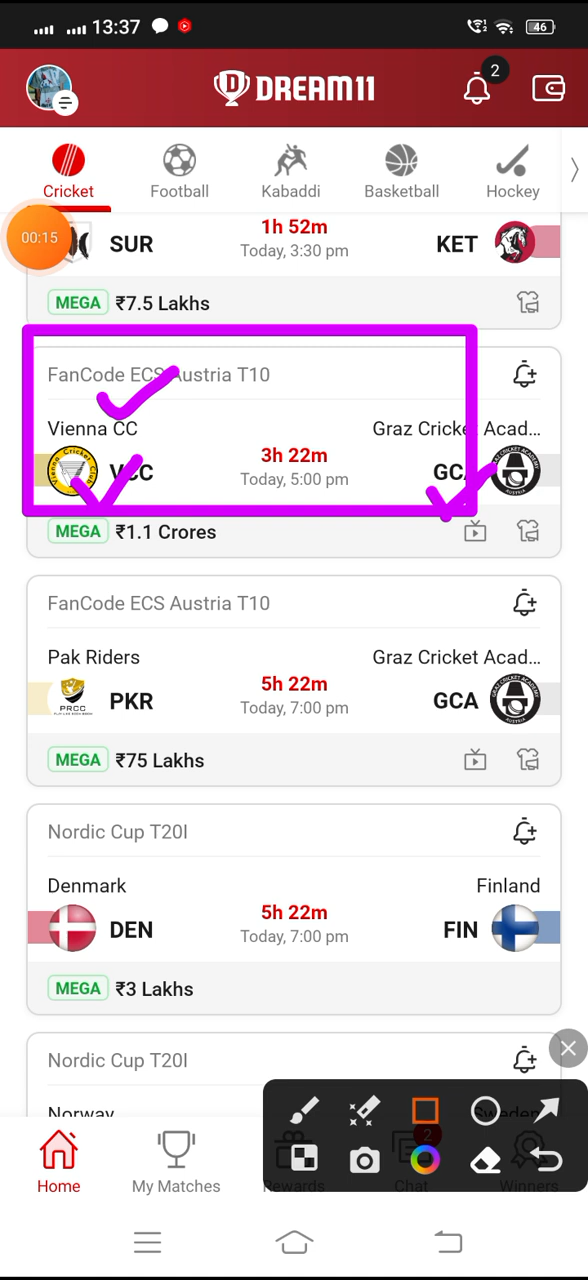 13:37
46
DREAM11
2
Cricket
Football
Kabaddi
Basketball
Hockey
00:15
SUR
1h 52m
Today, 3:30 pm
KET
MEGA ₹7.5 Lakhs
FanCode ECS Austria T10
Vienna CC
Graz Cricket Acad...
VCC
3h 22m
Today, 5:00 pm
GCA
MEGA ₹1.1 Crores
FanCode ECS Austria T10
Pak Riders
Graz Cricket Acad...
PRCC
PKR
5h 22m
Today, 7:00 pm
GCA
MEGA ₹75 Lakhs
Nordic Cup T20I
Denmark
Finland
DEN
5h 22m
Today, 7:00 pm
FIN
MEGA ₹3 Lakhs
Nordic Cup T20I
Norway
Sweden
2
Home
My Matches
Rewards
Chat
Winners